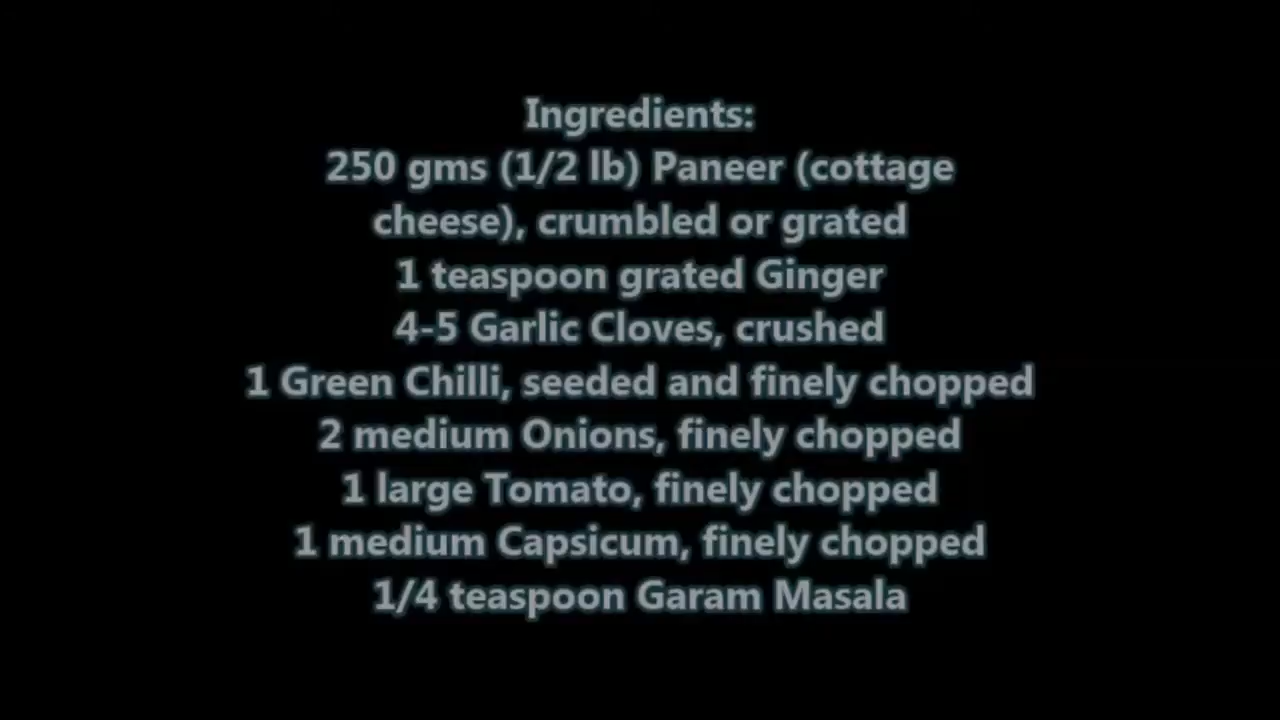 Ingredients:
250 gms (1/2 lb) Paneer (cottage
cheese), crumbled or grated
1 teaspoon grated Ginger
4-5 Garlic Cloves, crushed
1 Green Chilli, seeded and finely chopped
2 medium Onions, finely chopped
1 large Tomato, finely chopped
1 medium Capsicum, finely chopped
1/4 teaspoon Garam Masala